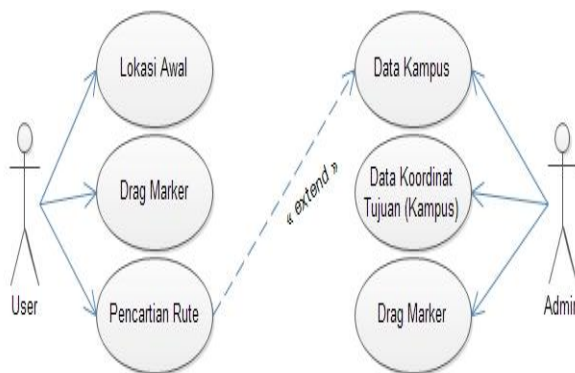 Lokasi Awal
Data Kampus
Drag Marker
« extend »
Data Koordinat
Tujuan (Kampus)
User
Pencartian Rute
Drag Marker
Admin